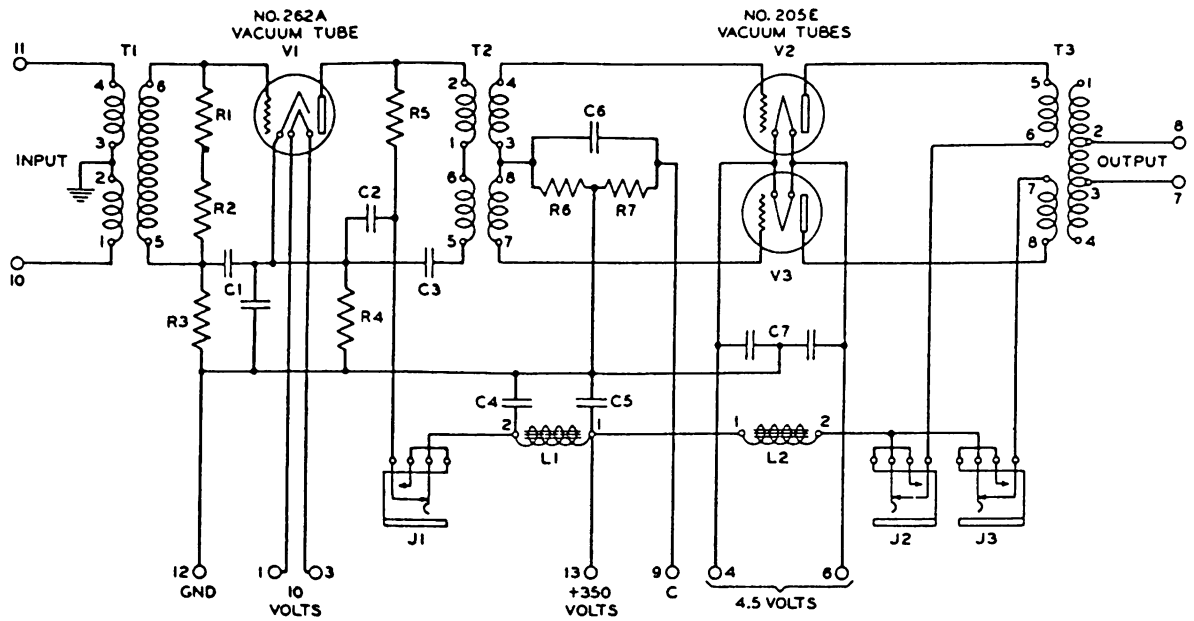 NO. 262A
VACUUM TUBE
V1
NO. 205E
VACUUM TUBES
V2
11
T1
T2
T3
4
6
2
4
5
1
R1
R5
C6
3
1
3
6
2
8
INPUT
OUTPUT
2
6
8
R6
R7
7
3
7
R2
C2
1
5
5
7
8
4
10
C1
C3
V3
R3
R4
C7
C4
C5
2
1
1
2
L1
L2
J1
J2
J3
12
1
3
13
9
4
6
GND
10
VOLTS
+350
VOLTS
C
4.5 VOLTS